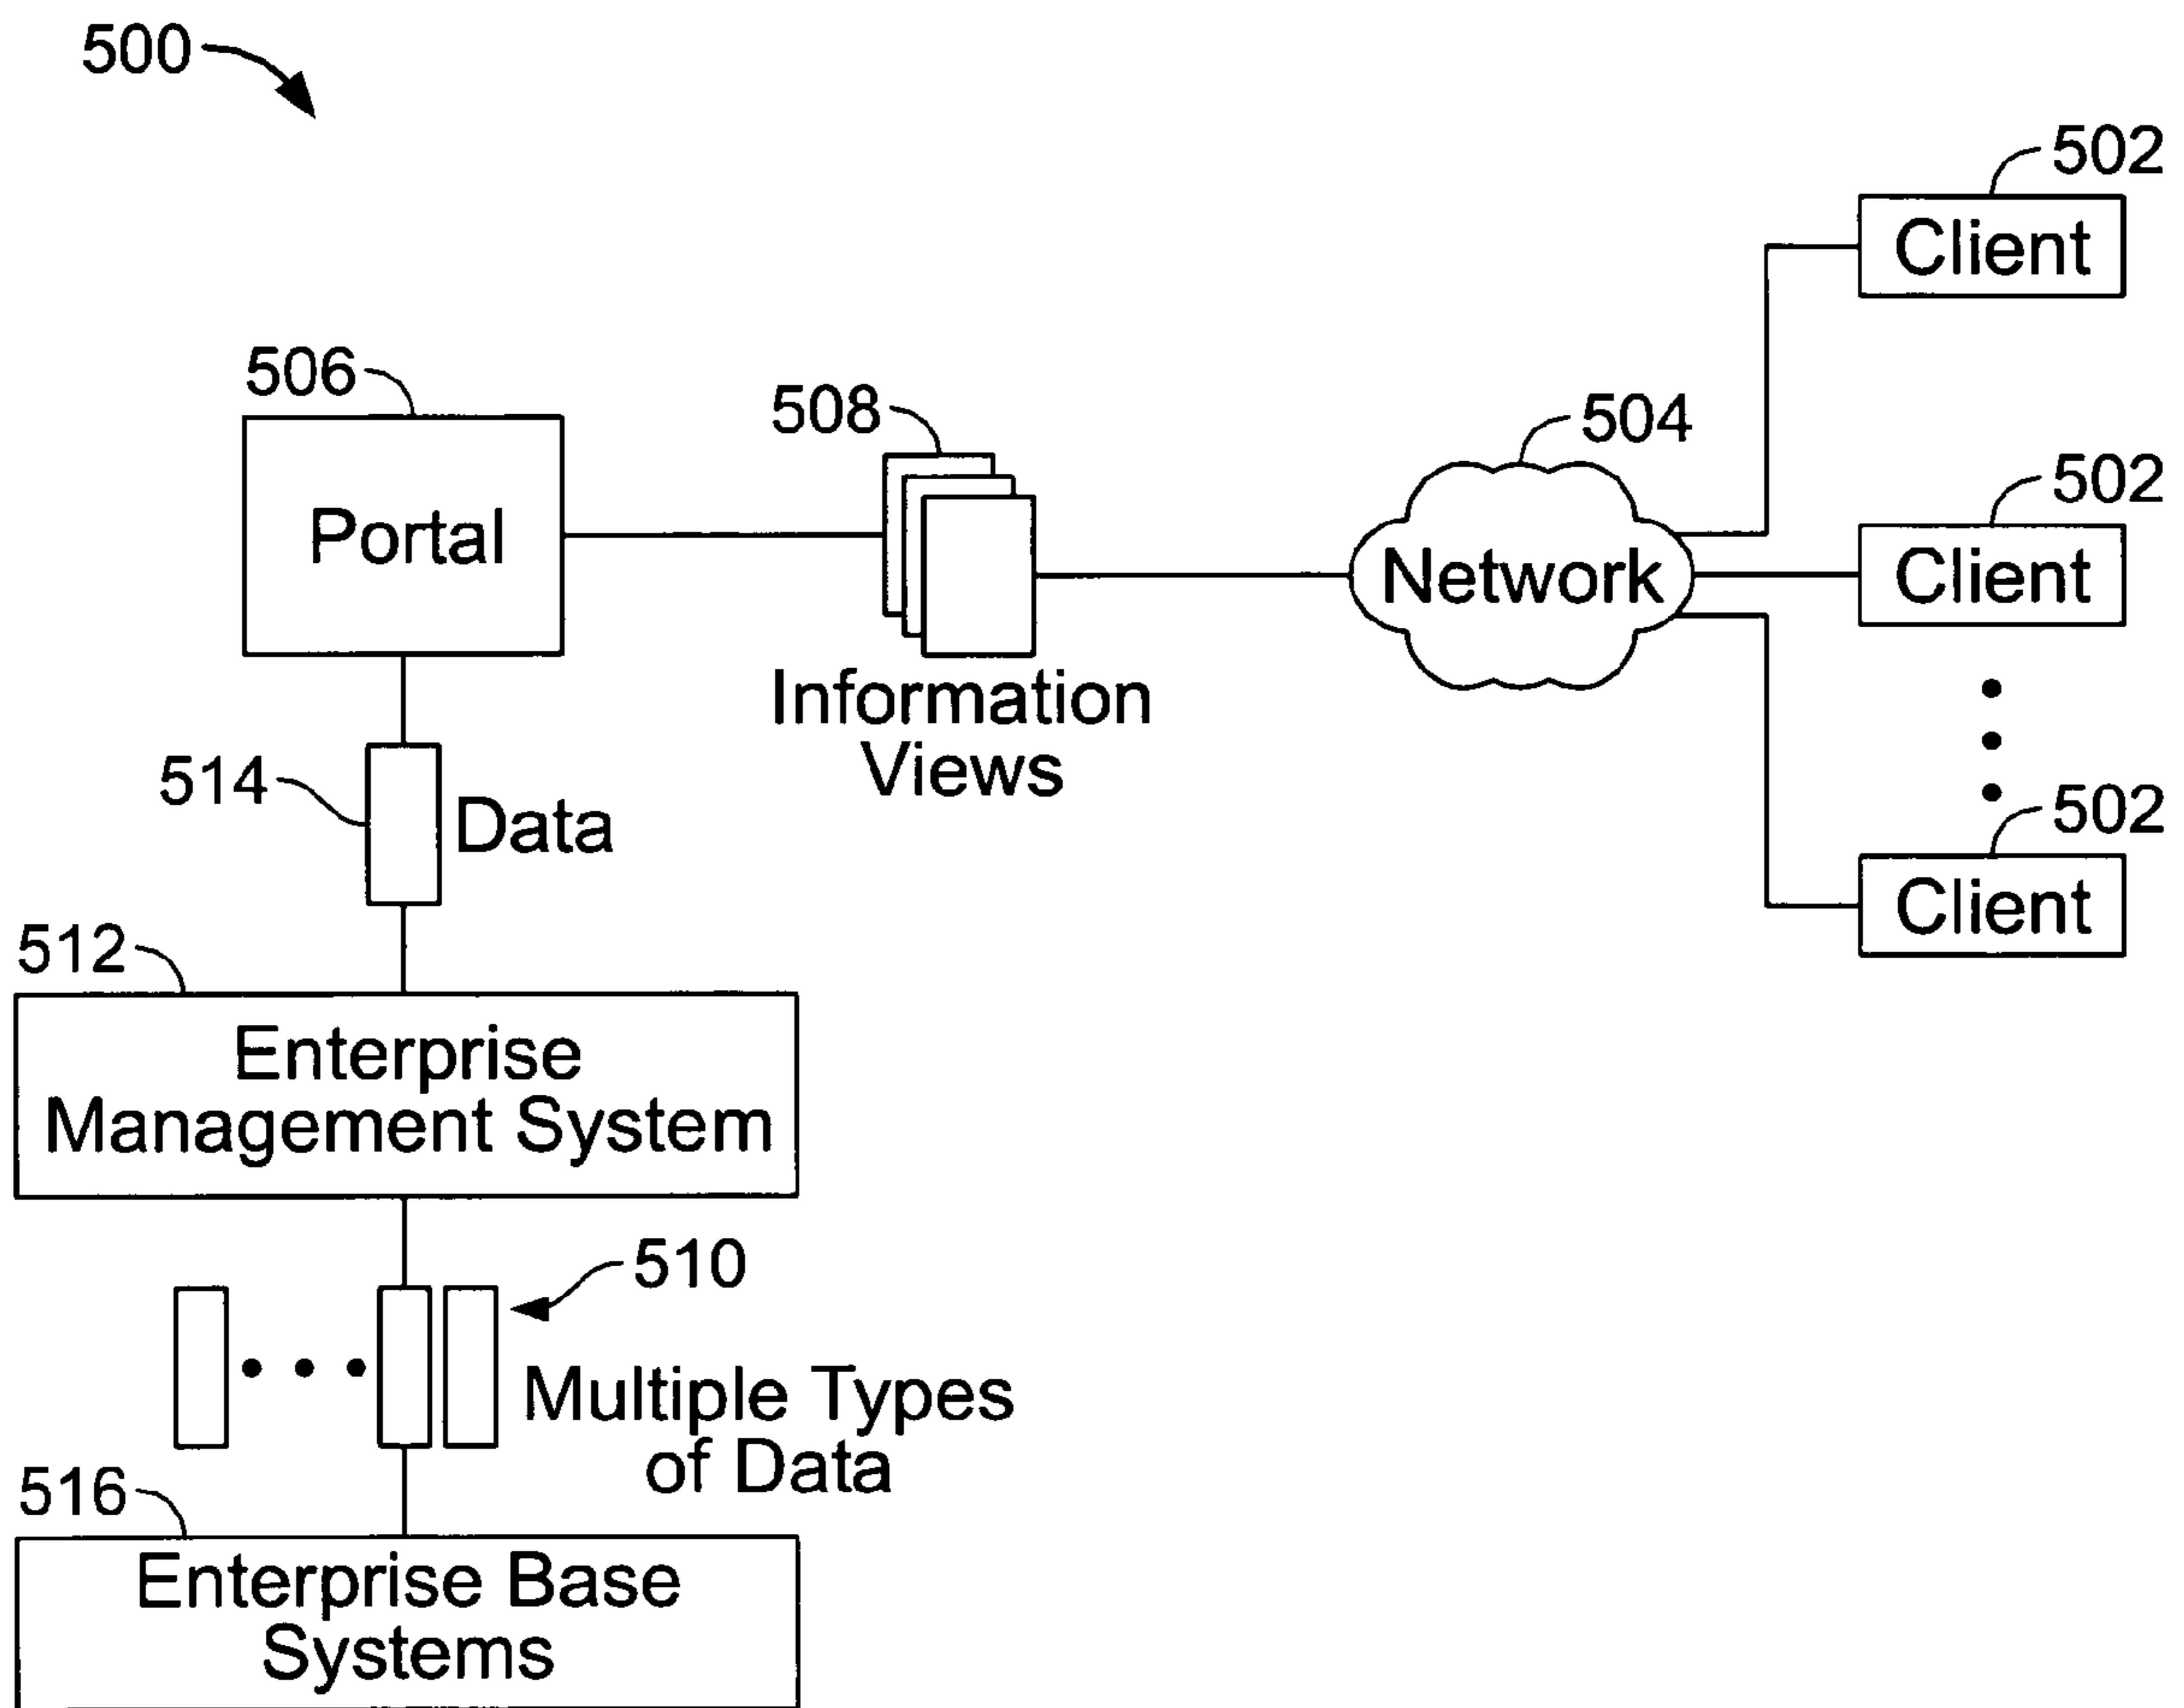 500
502
Client
506
508
504
502
Portal
Network
Client
Information
Views
514
Data
502
Client
512
Enterprise
Management System
510
Multiple Types
of Data
516
Enterprise Base
Systems